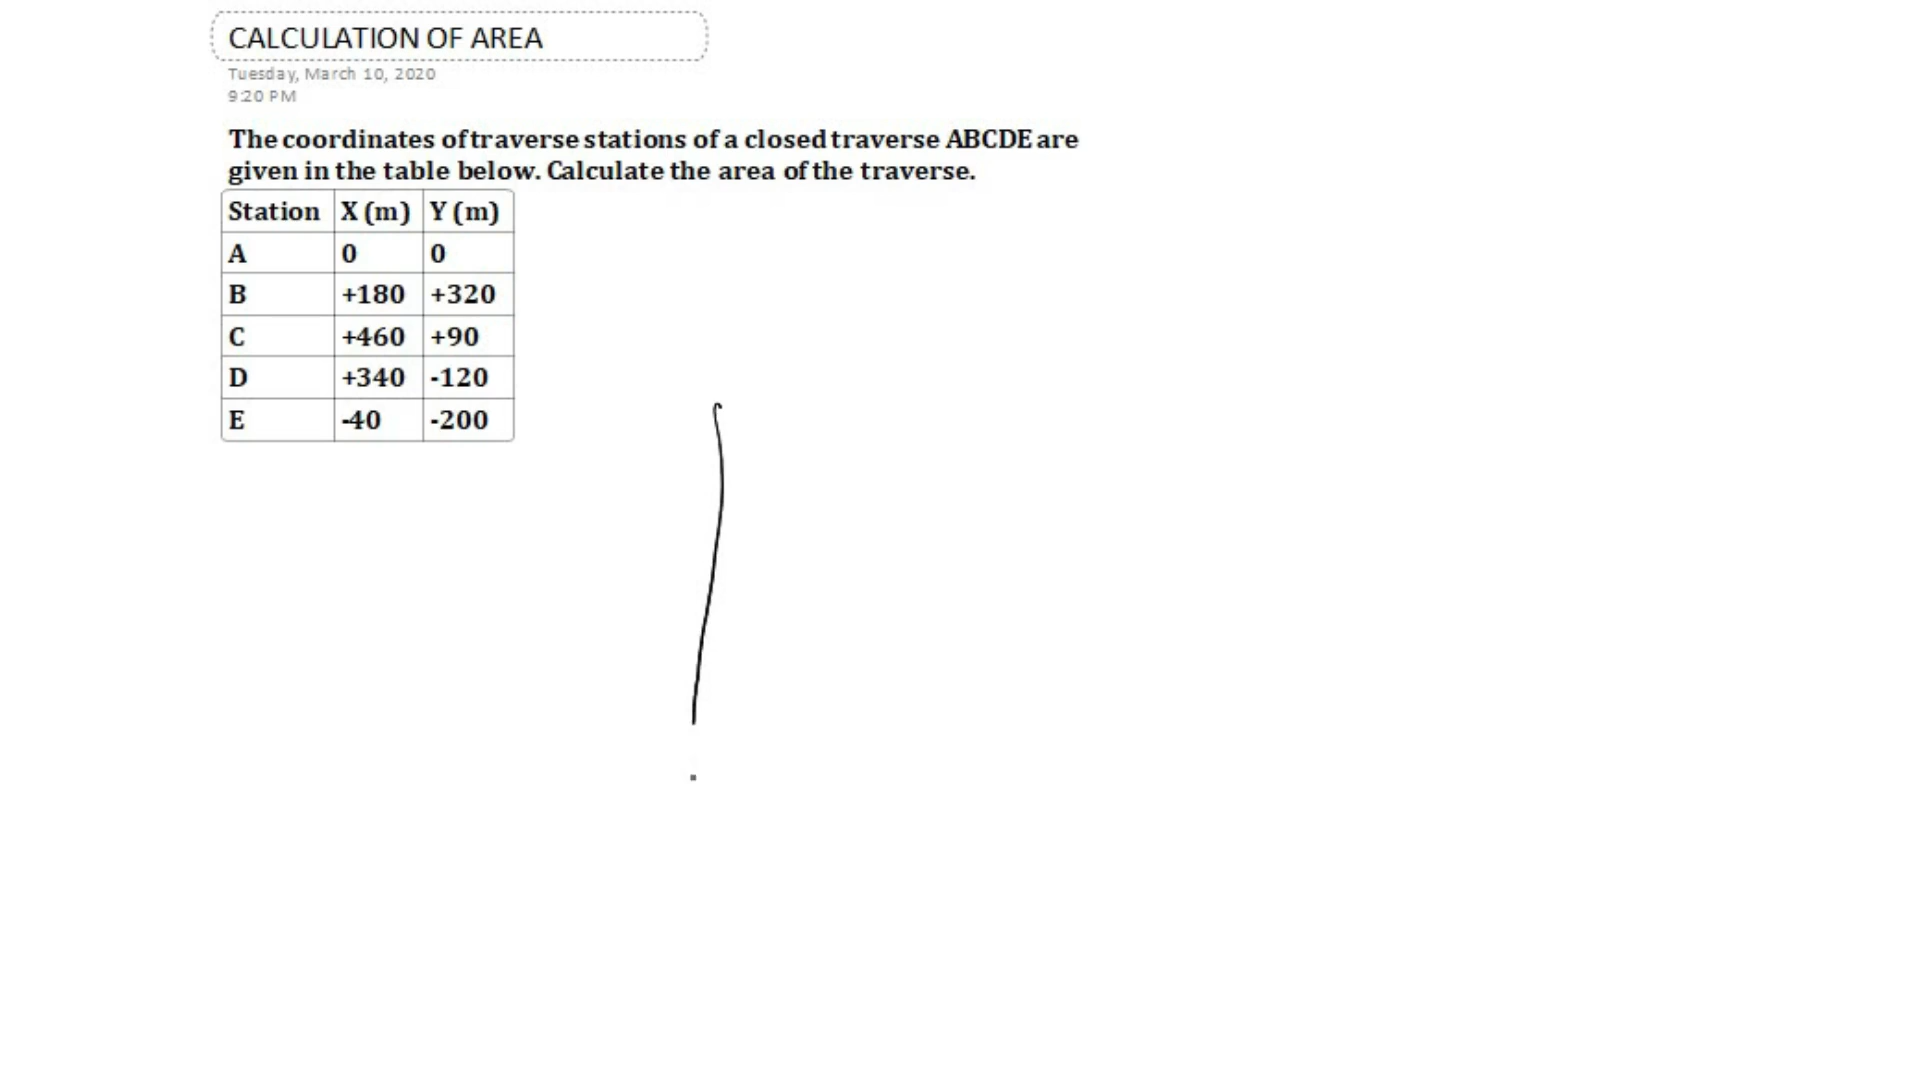 CALCULATION OF AREA
Tuesday, March 10, 2020
9:20 PM
The coordinates of traverse stations of a closed traverse ABCDE are
given in the table below. Calculate the area of the traverse.
Station X (m) Y (m)
A 0 0
B +180 +320
C +460 +90
D +340 -120
E -40 -200